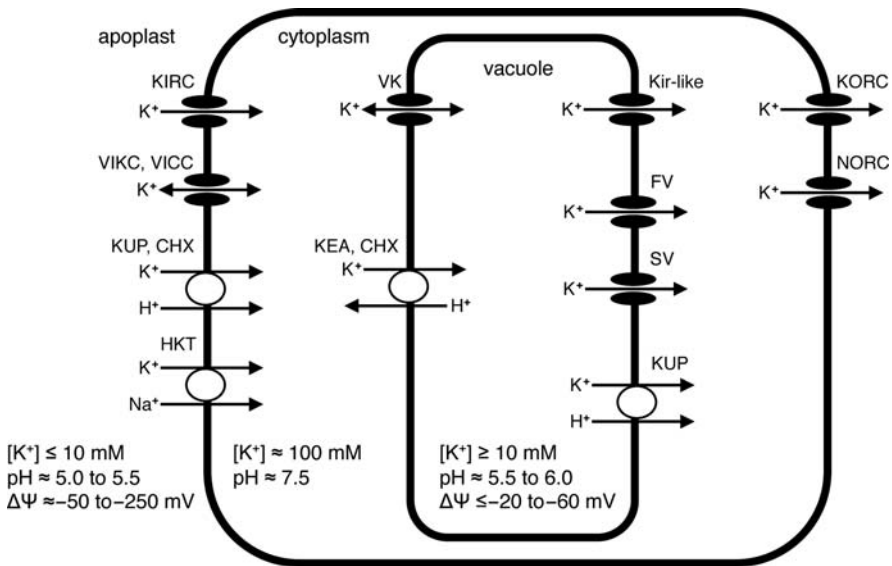 apoplast
cytoplasm
vacuole
KIRC
K⁺
VIKC, VICC
K⁺
KUP, CHX
K⁺
H⁺
HKT
K⁺
Na⁺
VK
K⁺
KEA, CHX
K⁺
H⁺
Kir-like
K⁺
FV
K⁺
SV
K⁺
KUP
K⁺
H⁺
KORC
K⁺
NORC
K⁺
[K⁺] ≤ 10 mM
pH ≈ 5.0 to 5.5
ΔΨ ≈–50 to–250 mV
[K⁺] ≈ 100 mM
pH ≈ 7.5
[K⁺] ≥ 10 mM
pH ≈ 5.5 to 6.0
ΔΨ ≤–20 to–60 mV